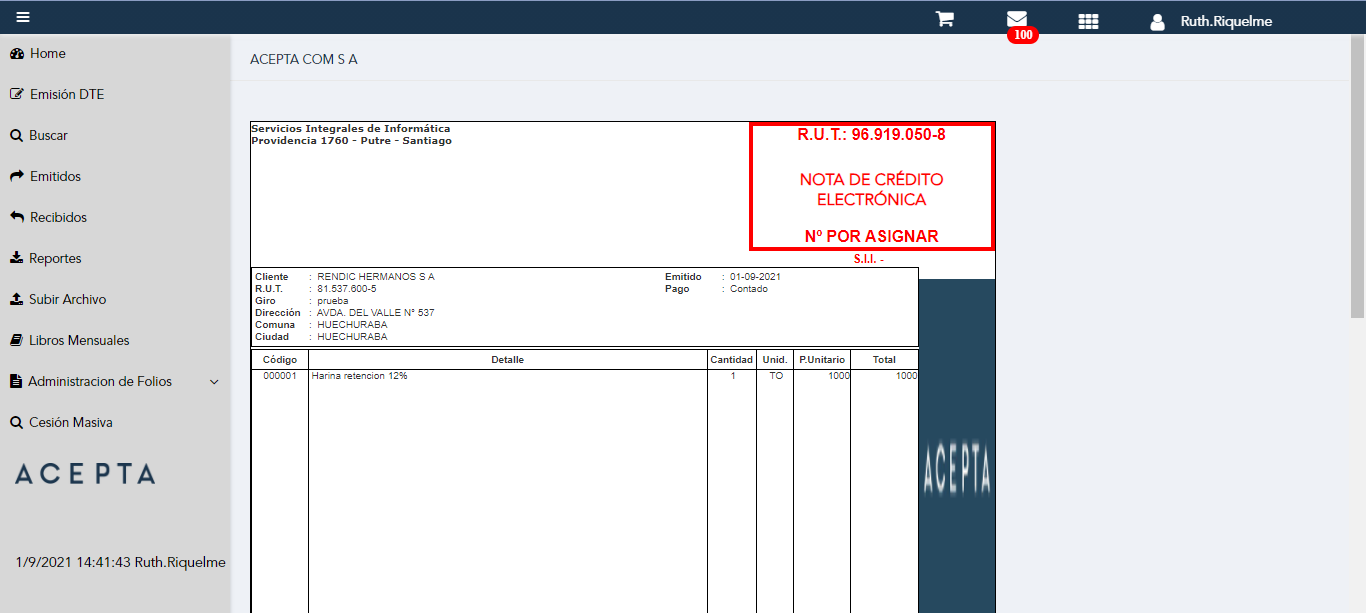 Ruth.Riquelme
100
Home
Emisión DTE
Buscar
Emitidos
Recibidos
Reportes
Subir Archivo
Libros Mensuales
Administracion de Folios
Cesión Masiva
ACEPTA
1/9/2021 14:41:43 Ruth.Riquelme
ACEPTA COM S A
Servicios Integrales de Informática
Providencia 1760 - Putre - Santiago
R.U.T.: 96.919.050-8
NOTA DE CRÉDITO
ELECTRÓNICA
Nº POR ASIGNAR
S.I.I. -
Cliente : RENDIC HERMANOS S A Emitido : 01-09-2021
R.U.T. : 81.537.600-5 Pago : Contado
Giro : prueba
Dirección : AVDA. DEL VALLE N° 537
Comuna : HUECHURABA
Ciudad : HUECHURABA
Código Detalle Cantidad Unid. P.Unitario Total
000001 Harina retencion 12% 1 TO 1000 1000
ACEPTA